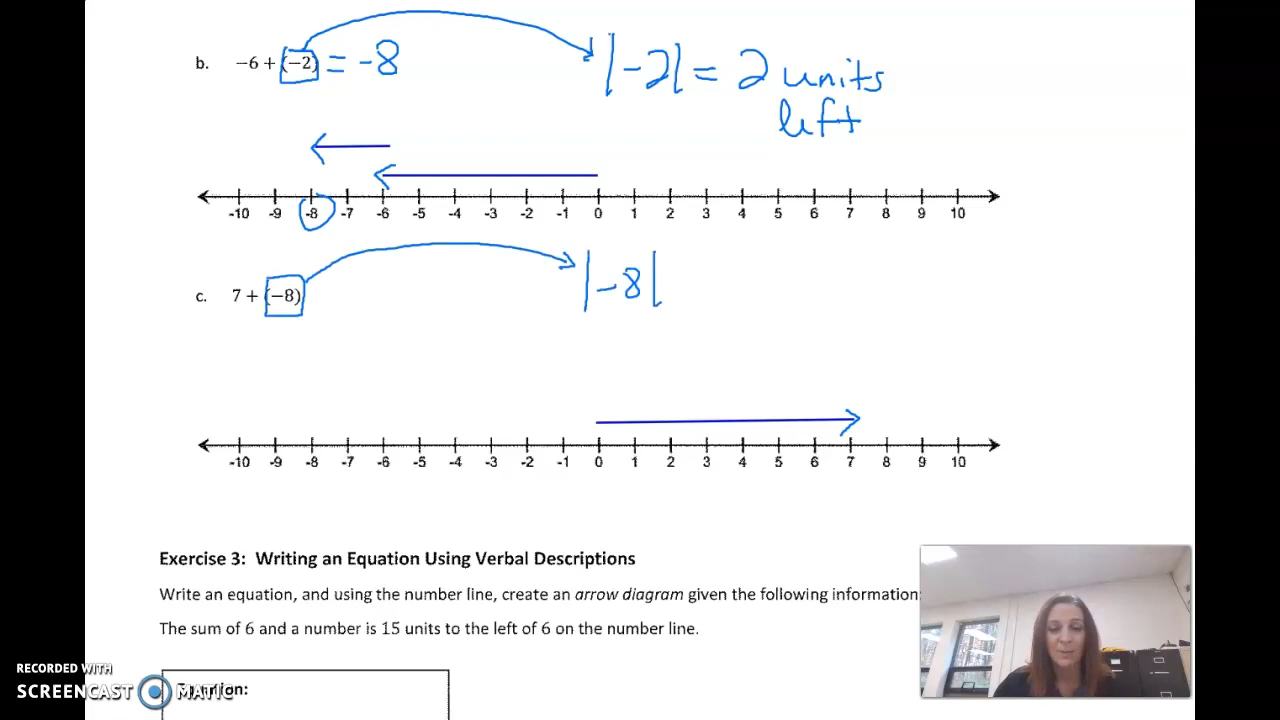 b. −6 + (−2) = -8 |-2| = 2 units
left
-10 -9 -8 -7 -6 -5 -4 -3 -2 -1 0 1 2 3 4 5 6 7 8 9 10
c. 7 + (−8) |-8|
-10 -9 -8 -7 -6 -5 -4 -3 -2 -1 0 1 2 3 4 5 6 7 8 9 10
Exercise 3: Writing an Equation Using Verbal Descriptions
Write an equation, and using the number line, create an arrow diagram given the following information
The sum of 6 and a number is 15 units to the left of 6 on the number line.
RECORDED WITH
SCREENCAST MATIC